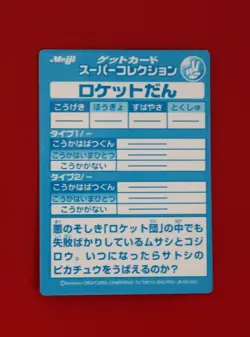 Meiji
ゲットカード
スーパーコレクション
ロケットだん
こうげき ぼうぎょ すばやさ とくしゅ
タイプ1/ー
こうかはばつぐん
こうかはいまひとつ
こうかがない
タイプ2/ー
こうかはばつぐん
こうかがいまひとつ
こうかがない
悪のそしき「ロケット団」の中でも
失敗ばかりしているムサシとコジ
ロウ。いつになったらサトシの
ピカチュウをうばえるのか?